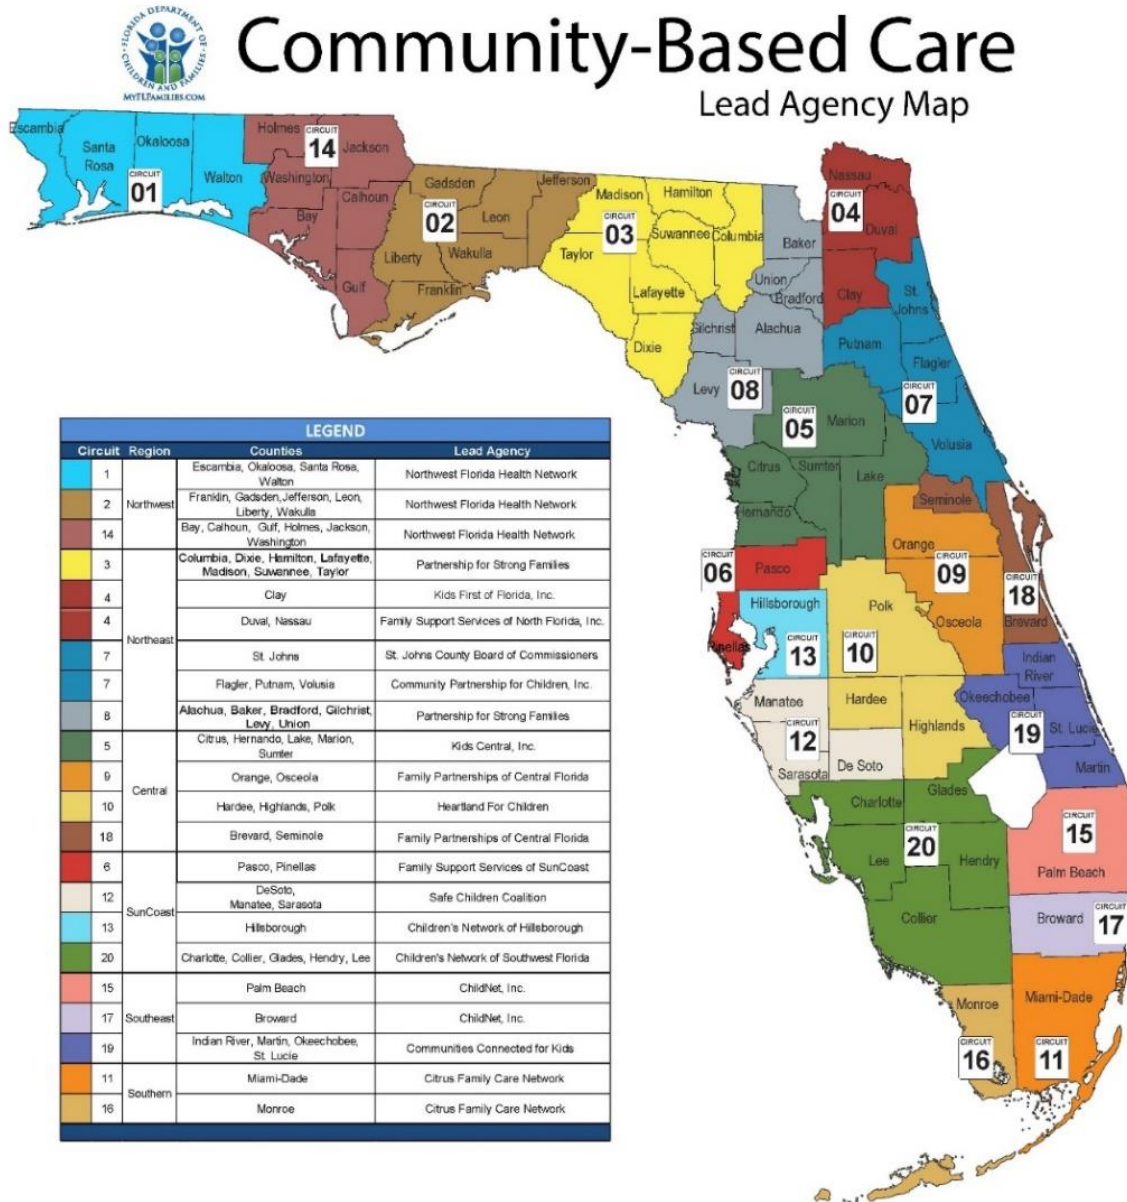 FLORIDA DEPARTMENT OF
CHILDREN AND FAMILIES
MYFLFAMILIES.COM
Community-Based Care
Lead Agency Map
Escambia
Santa
Rosa
Okaloosa
Walton
CIRCUIT
01
Holmes
CIRCUIT
14
Jackson
Washington
Calhoun
Bay
Gulf
Gadsden
Jefferson
CIRCUIT
02
Leon
Liberty
Wakulla
Franklin
Madison
Hamilton
CIRCUIT
03
Suwannee
Columbia
Taylor
Lafayette
Dixie
Nassau
CIRCUIT
04
Duval
Clay
Baker
Union
Bradford
Gilchrist
Alachua
Levy
CIRCUIT
08
St.
Johns
Putnam
Flagler
CIRCUIT
07
Volusia
CIRCUIT
05
Marion
Citrus
Sumter
Lake
Hernando
Seminole
Orange
CIRCUIT
09
Osceola
CIRCUIT
06
Pasco
Pinellas
CIRCUIT
18
Brevard
Hillsborough
CIRCUIT
13
Polk
CIRCUIT
10
Hardee
Highlands
Manatee
CIRCUIT
12
Sarasota
De Soto
Indian
River
Okeechobee
CIRCUIT
19
St. Lucie
Martin
Charlotte
Glades
CIRCUIT
20
Lee
Hendry
Collier
CIRCUIT
15
Palm Beach
Broward
CIRCUIT
17
Monroe
CIRCUIT
16
Miami-Dade
CIRCUIT
11
LEGEND
Circuit Region Counties Lead Agency
1 Escambia, Okaloosa, Santa Rosa,
Walton Northwest Florida Health Network
Northwest
2 Franklin, Gadsden,Jefferson, Leon,
Liberty, Wakulla Northwest Florida Health Network
14 Bay, Calhoun, Gulf, Holmes, Jackson,
Washington Northwest Florida Health Network
3 Columbia, Dixie, Hamilton, Lafayette,
Madison, Suwannee, Taylor Partnership for Strong Families
4 Clay Kids First of Florida, Inc.
4 Duval, Nassau Family Support Services of North Florida, Inc.
Northeast
7 St. Johns St. Johns County Board of Commissioners
7 Flagler, Putnam, Volusia Community Partnership for Children, Inc.
8 Alachua, Baker, Bradford, Gilchrist,
Levy, Union Partnership for Strong Families
5 Citrus, Hernando, Lake, Marion,
Sumter Kids Central, Inc.
9 Orange, Osceola Family Partnerships of Central Florida
Central
10 Hardee, Highlands, Polk Heartland For Children
18 Brevard, Seminole Family Partnerships of Central Florida
6 Pasco, Pinellas Family Support Services of SunCoast
12 DeSoto,
Manatee, Sarasota Safe Children Coalition
SunCoast
13 Hillsborough Children's Network of Hillsborough
20 Charlotte, Collier, Glades, Hendry, Lee Children's Network of Southwest Florida
15 Palm Beach ChildNet, Inc.
17 Southeast Broward ChildNet, Inc.
19 Indian River, Martin, Okeechobee,
St. Lucie Communities Connected for Kids
11 Miami-Dade Citrus Family Care Network
Southern
16 Monroe Citrus Family Care Network